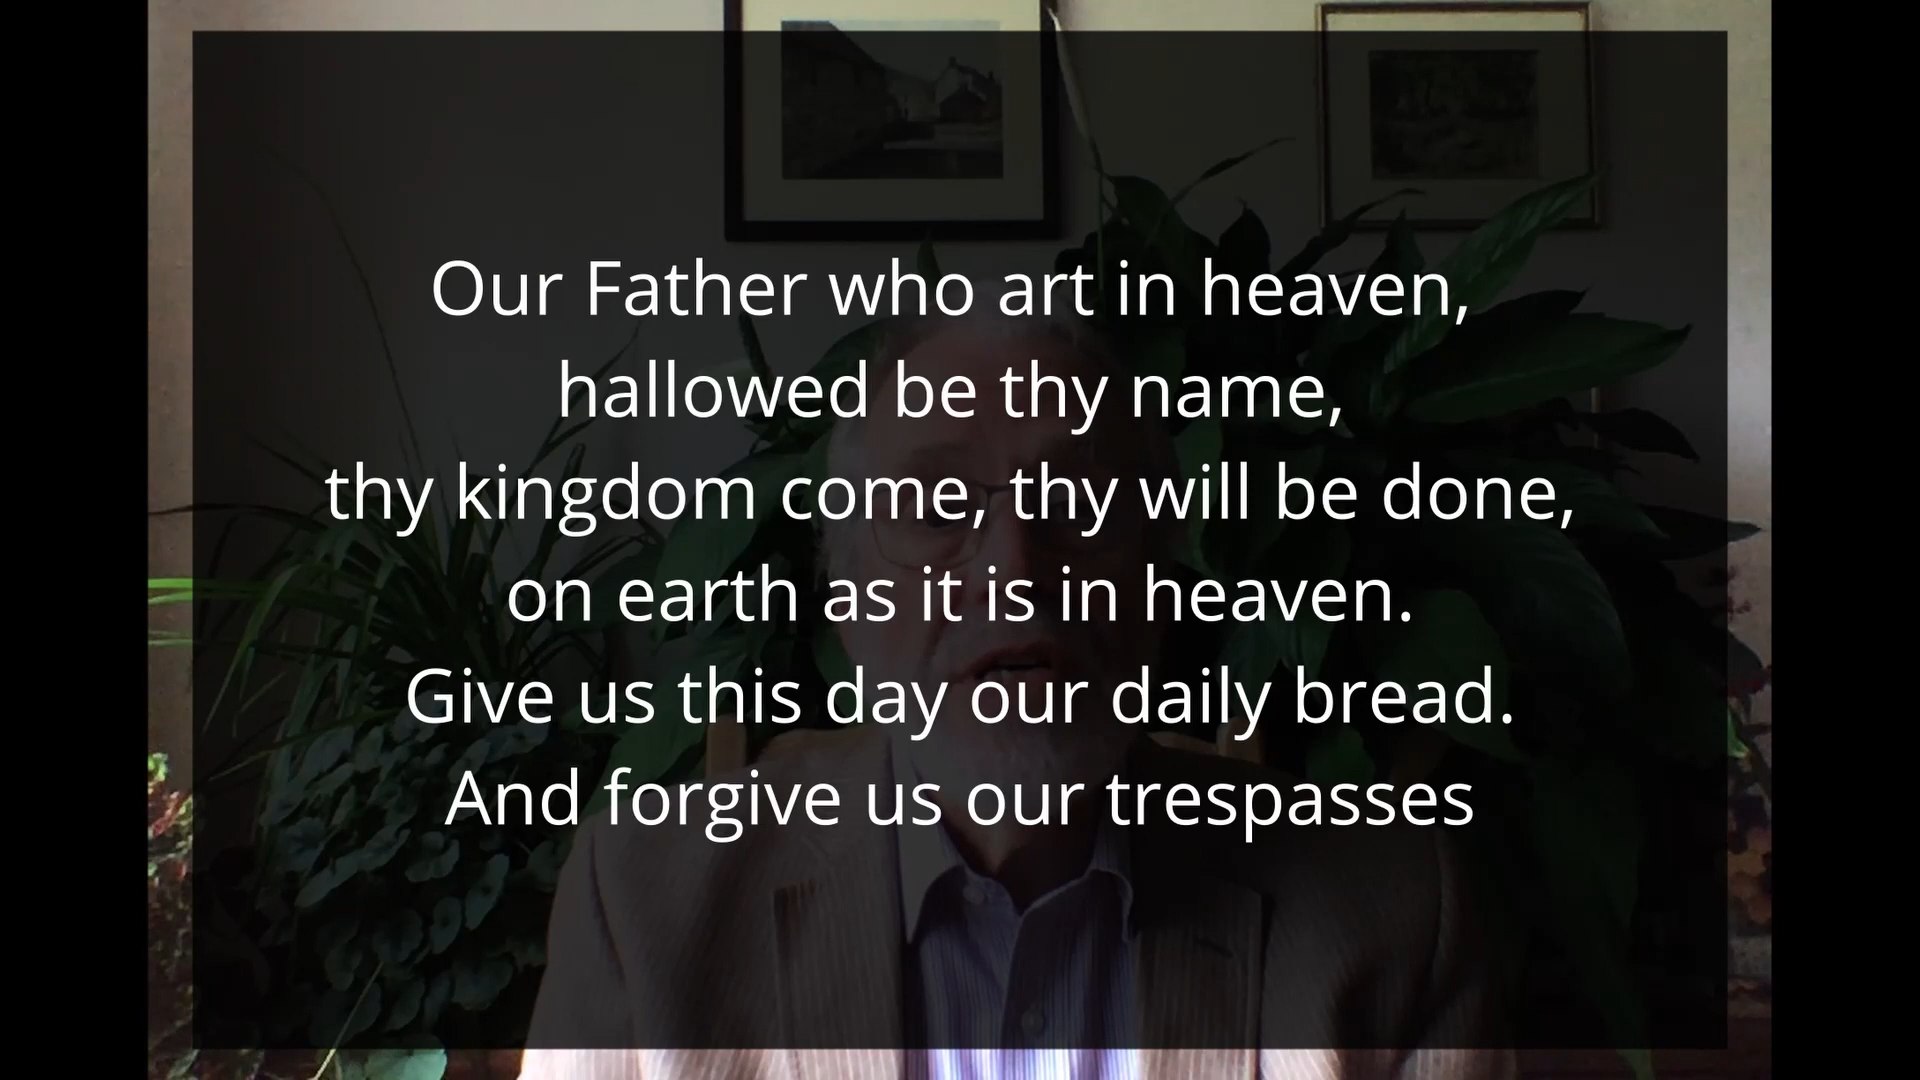 Our Father who art in heaven,
hallowed be thy name,
thy kingdom come, thy will be done,
on earth as it is in heaven.
Give us this day our daily bread.
And forgive us our trespasses